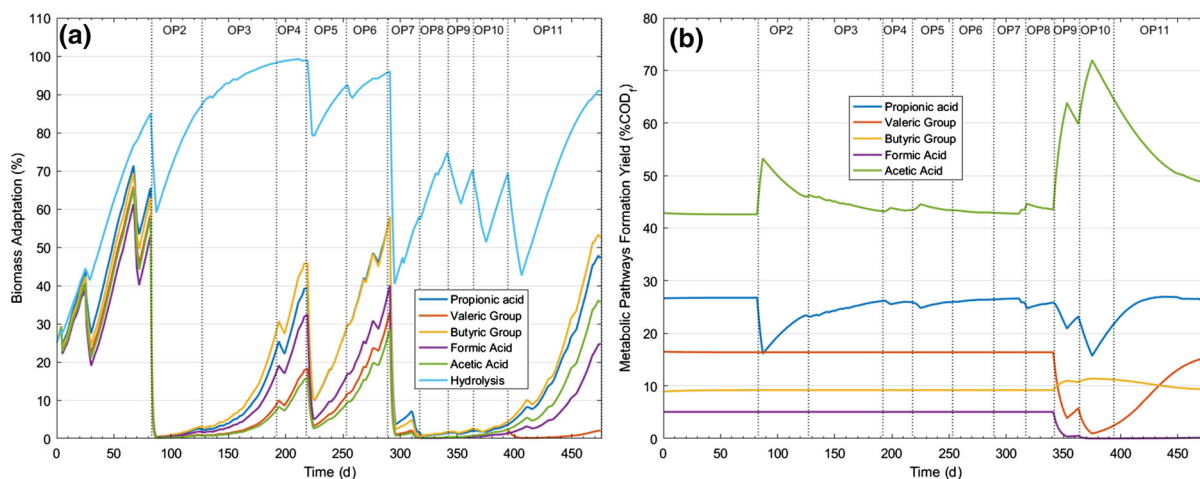 (a)
Biomass Adaptation (%)
110
100
90
80
70
60
50
40
30
20
10
0
OP2 OP3 OP4 OP5 OP6 OP7 OP8 OP9 OP10 OP11
Propionic acid
Valeric Group
Butyric Group
Formic Acid
Acetic Acid
Hydrolysis
0 50 100 150 200 250 300 350 400 450
Time (d)
(b)
Metabolic Pathways Formation Yield (%CODf)
80
70
60
50
40
30
20
10
0
OP2 OP3 OP4 OP5 OP6 OP7 OP8 OP9 OP10 OP11
Propionic acid
Valeric Group
Butyric Group
Formic Acid
Acetic Acid
0 50 100 150 200 250 300 350 400 450
Time (d)